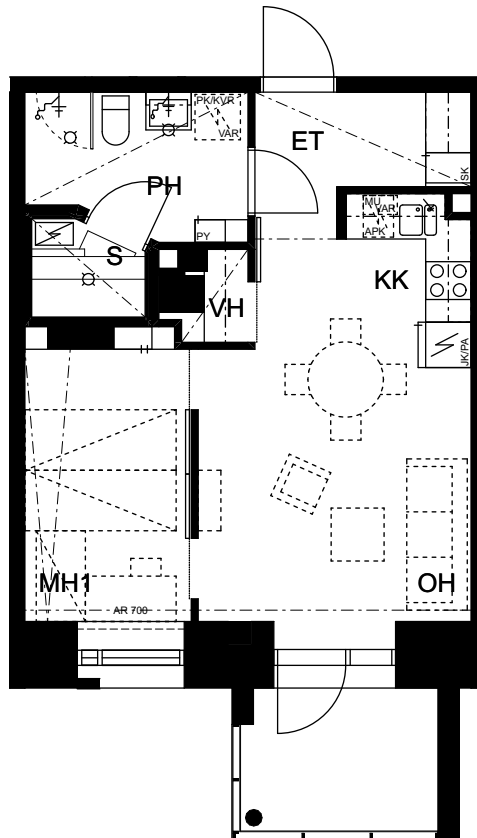 PK/KVR
VAR
ET
PH
SK
MU
VAR
APK
PY
S
KK
VH
JK/PA
MH1
OH
AR 700